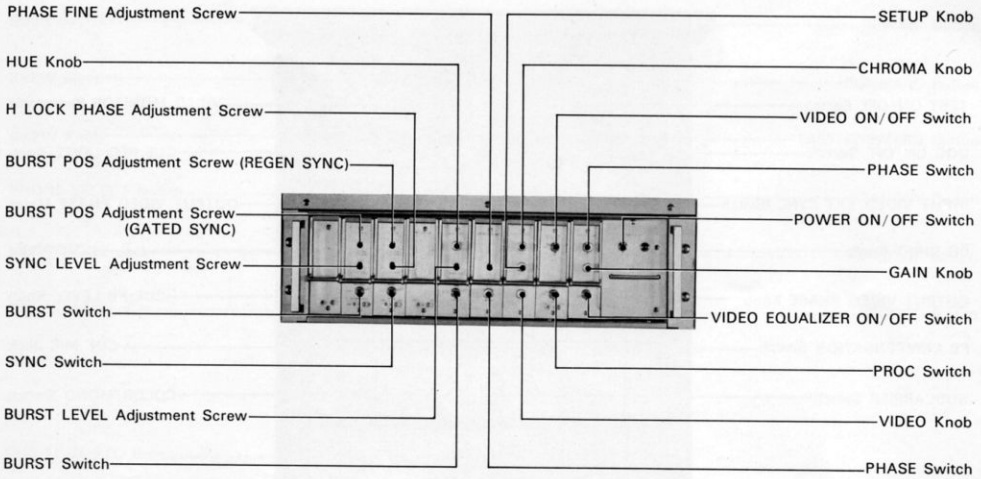 PHASE FINE Adjustment Screw
HUE Knob
H LOCK PHASE Adjustment Screw
BURST POS Adjustment Screw (REGEN SYNC)
BURST POS Adjustment Screw
(GATED SYNC)
SYNC LEVEL Adjustment Screw
BURST Switch
SYNC Switch
BURST LEVEL Adjustment Screw
BURST Switch
SETUP Knob
CHROMA Knob
VIDEO ON/OFF Switch
PHASE Switch
POWER ON/OFF Switch
GAIN Knob
VIDEO EQUALIZER ON/OFF Switch
PROC Switch
VIDEO Knob
PHASE Switch